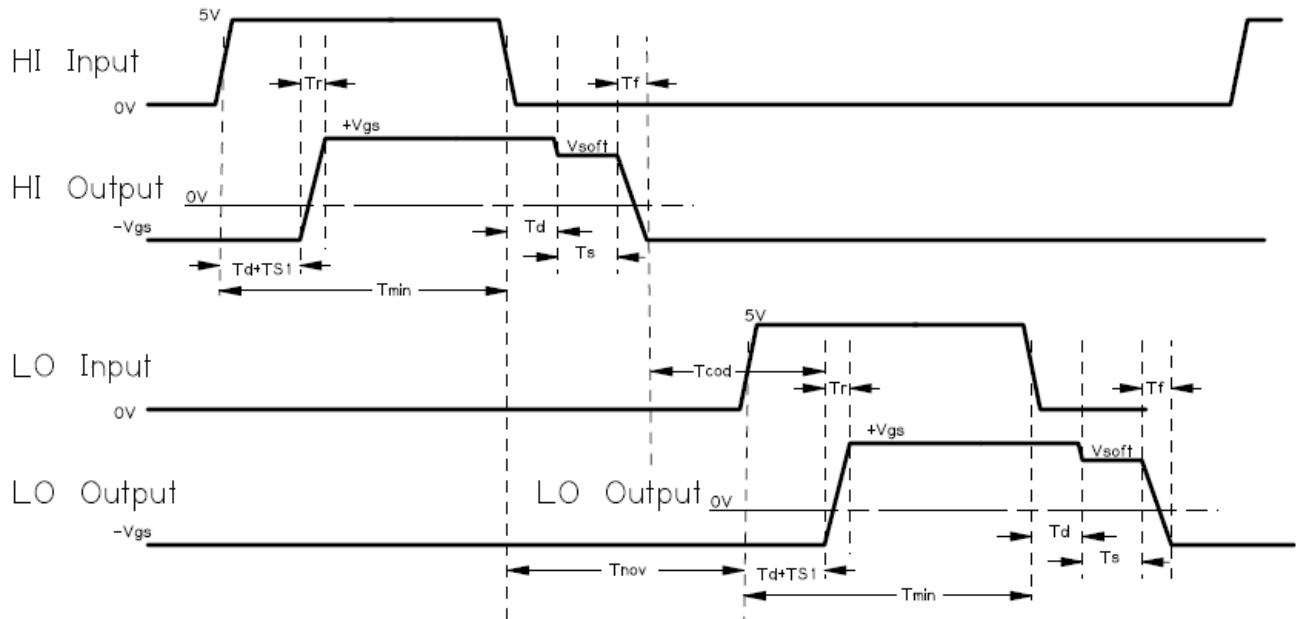 5V
HI Input
Tr
Tf
0V
+Vgs
Vsoft
HI Output
0V
-Vgs
Td
Td+TS1
Ts
Tmin
5V
LO Input
Tcod
Tr
Tf
0V
+Vgs
Vsoft
LO Output
LO Output
0V
-Vgs
Td
Tnov
Td+TS1
Ts
Tmin